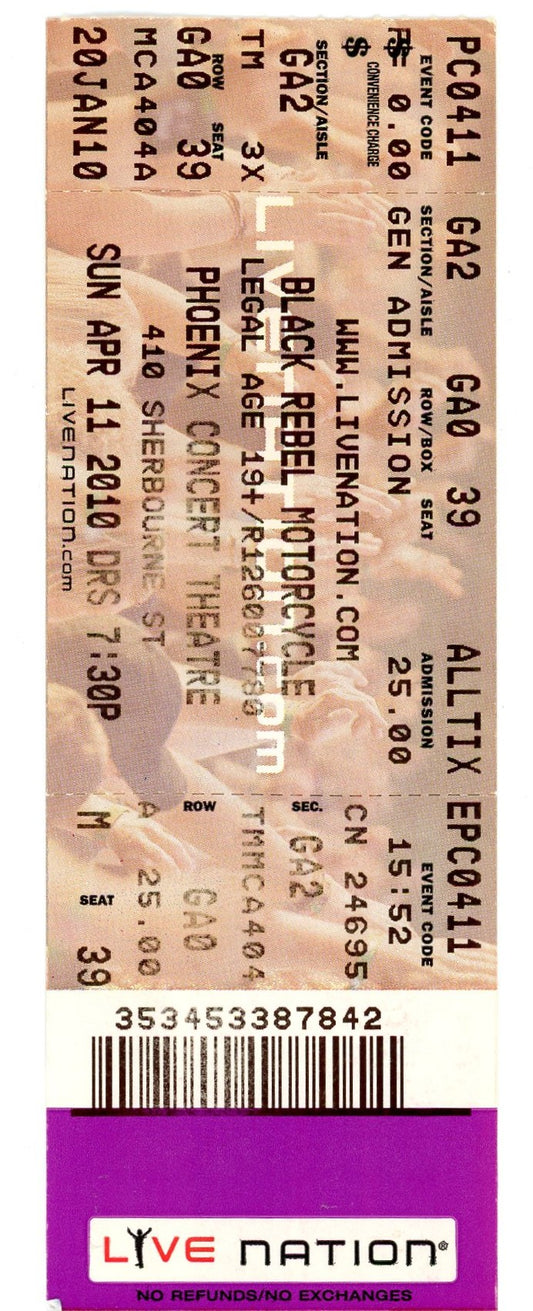 PC0411 GA2 GA0 39 ALLTIX EPC0411
EVENT CODE SECTION/AISLE ROW/BOX SEAT ADMISSION EVENT CODE
$ 0.00 GEN ADMISSION 25.00 15:52
$ CONVENIENCE CHARGE
WWW.LIVENATION.COM CN 24695
SECTION/AISLE SEC.
GA2 BLACK REBEL MOTORCYCLE GA2
LIVENATION.COM
TM 3X LEGAL AGE 19+/R12600 TMMCA404
ROW SEAT ROW
GA0 39 PHOENIX CONCERT THEATRE GA0
MCA404A 410 SHERBOURNE ST A 25.00
20JAN10 SUN APR 11 2010 DRS 7:30P M SEAT 39
LIVENATION.com
353453387842
LIVE NATION®
NO REFUNDS/NO EXCHANGES